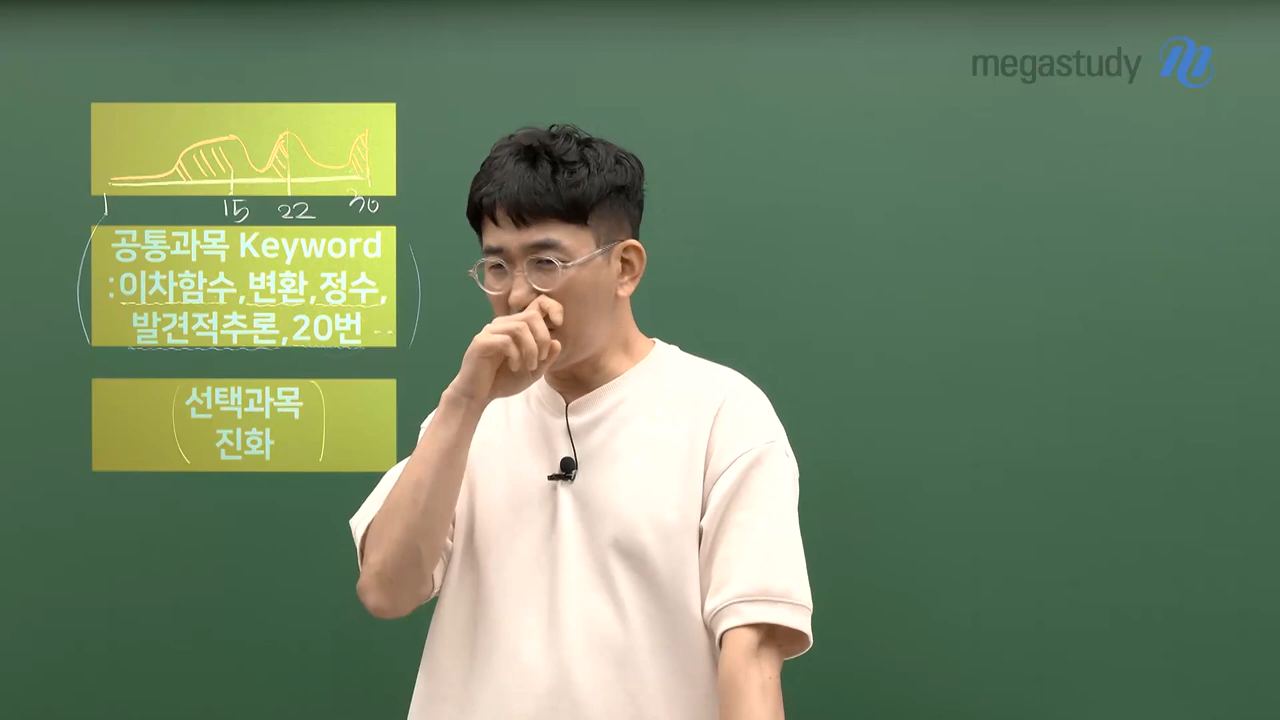 megastudy
1 15 22 30
공통과목 Keyword
:이차함수,변환,정수,
발견적추론,20번 --
(선택과목
진화)